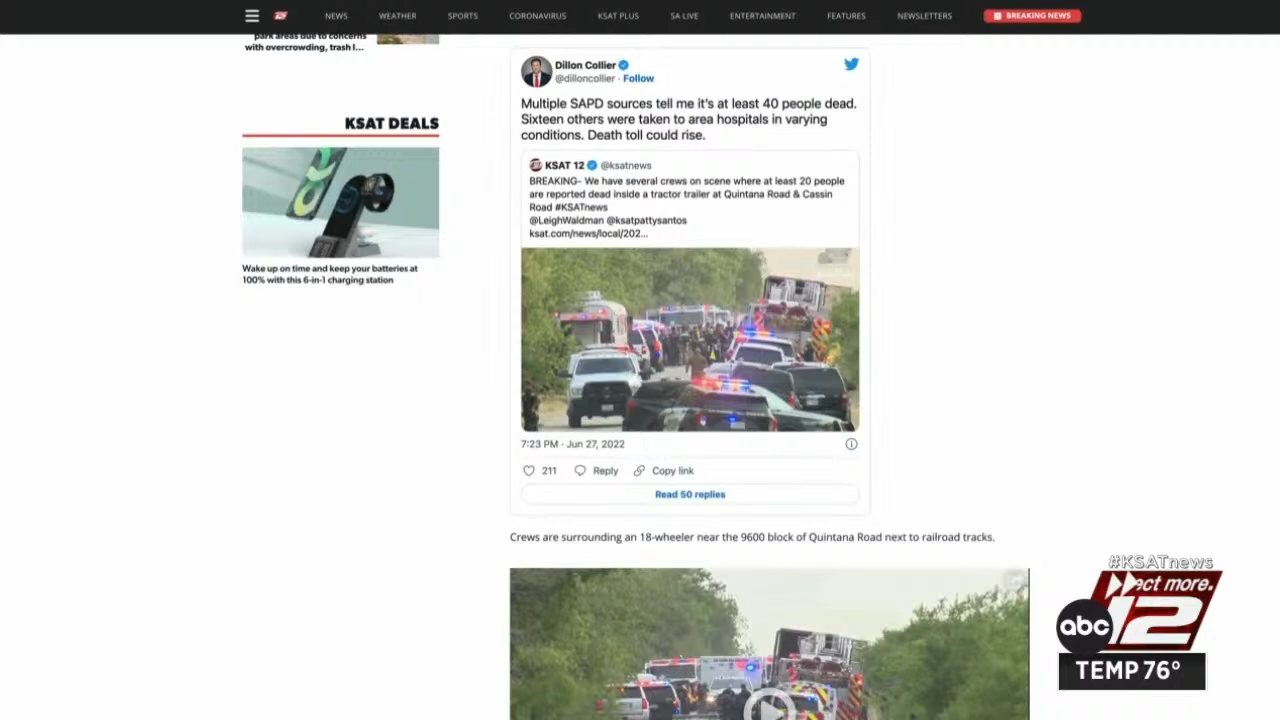 NEWS
WEATHER
SPORTS
CORONAVIRUS
KSAT PLUS
SA LIVE
ENTERTAINMENT
FEATURES
NEWSLETTERS
BREAKING NEWS
park areas due to concerns
with overcrowding, trash l...
KSAT DEALS
Wake up on time and keep your batteries at
100% with this 6-in-1 charging station
Dillon Collier
@dilloncollier · Follow
Multiple SAPD sources tell me it's at least 40 people dead.
Sixteen others were taken to area hospitals in varying
conditions. Death toll could rise.
KSAT 12 @ksatnews
BREAKING– We have several crews on scene where at least 20 people
are reported dead inside a tractor trailer at Quintana Road & Cassin
Road #KSATnews
@LeighWaldman @ksatpattysantos
ksat.com/news/local/202...
7:23 PM · Jun 27, 2022
211
Reply
Copy link
Read 50 replies
Crews are surrounding an 18-wheeler near the 9600 block of Quintana Road next to railroad tracks.
#KSATnews
ect more.
abc
12
TEMP 76°